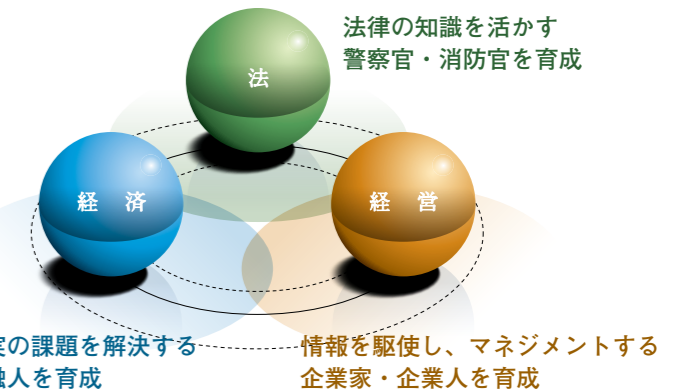 法律の知識を活かす
警察官・消防官を育成
法
経 済
経 営
の課題を解決する
人を育成
情報を駆使し、マネジメントする
企業家・企業人を育成